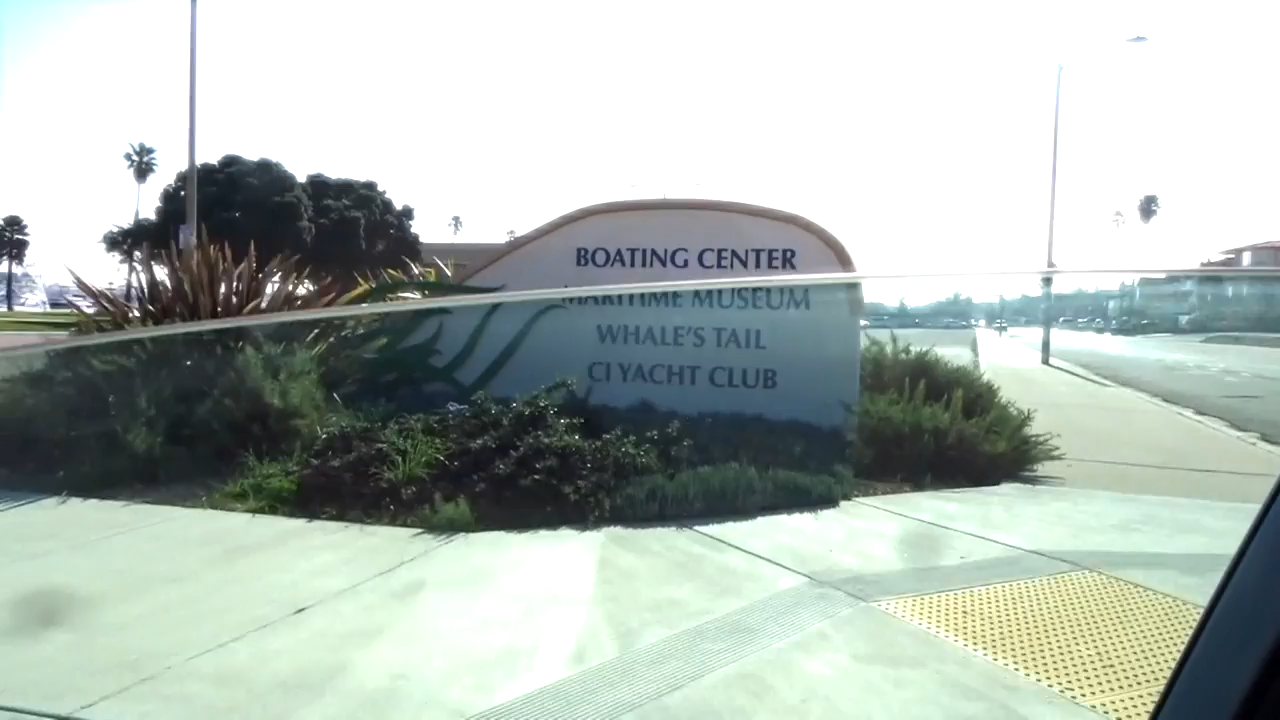 BOATING CENTER
MARITIME MUSEUM
WHALE'S TAIL
CI YACHT CLUB